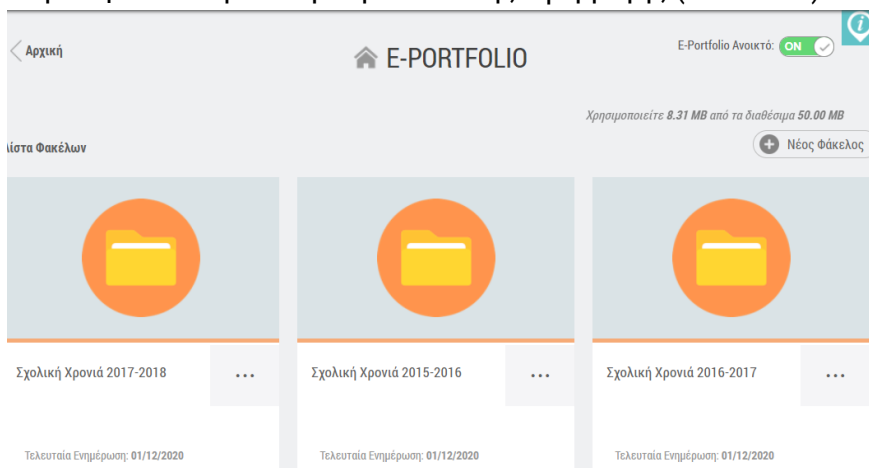 Αρχική
E-PORTFOLIO
E-Portfolio Ανοικτό: ON
Χρησιμοποιείτε 8.31 MB από τα διαθέσιμα 50.00 MB
Φακέλων
Νέος Φάκελος
Σχολική Χρονιά 2017-2018 ...
Σχολική Χρονιά 2015-2016 ...
Σχολική Χρονιά 2016-2017 ...
Τελευταία Ενημέρωση: 01/12/2020
Τελευταία Ενημέρωση: 01/12/2020
Τελευταία Ενημέρωση: 01/12/2020